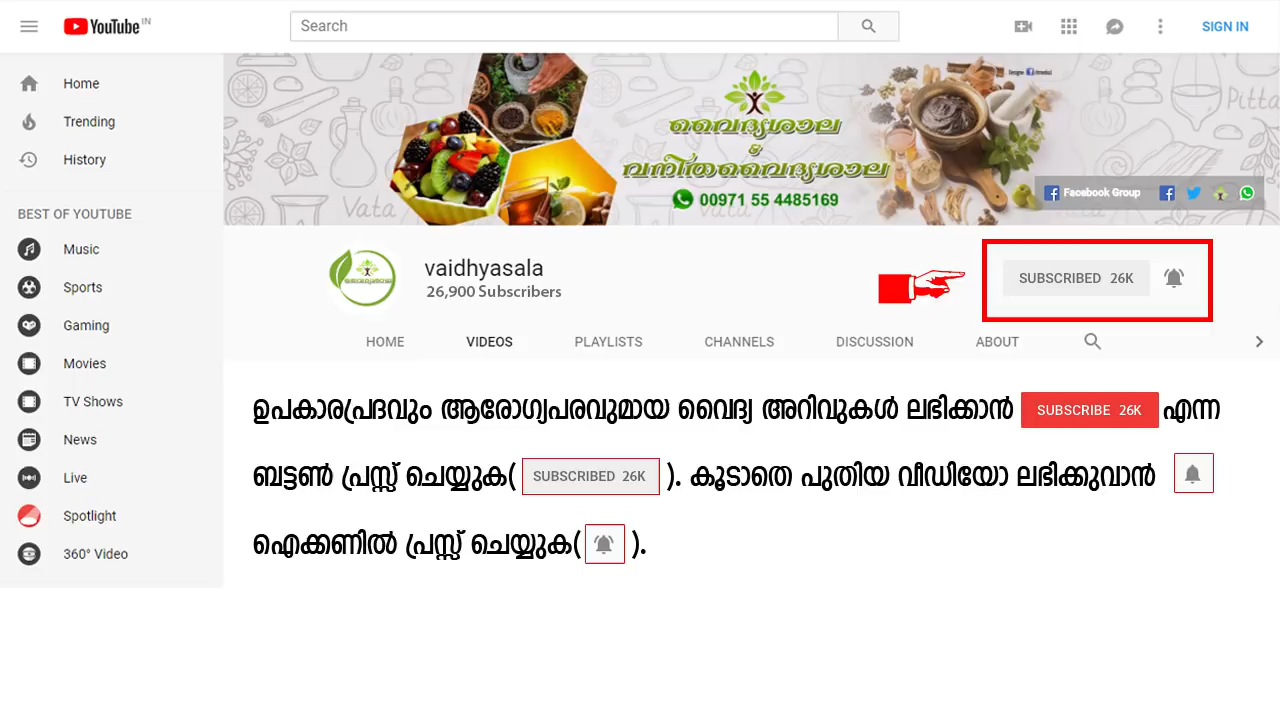 YouTube IN
Search
SIGN IN
Home
Trending
History
BEST OF YOUTUBE
Music
Sports
Gaming
Movies
TV Shows
News
Live
Spotlight
360° Video
വൈദ്യശാല
&
വനിതവൈദ്യശാല
00971 55 4485169
Vata
Vata
Pitta
Facebook Group
vaidhyasala
26,900 Subscribers
SUBSCRIBED 26K
HOME VIDEOS PLAYLISTS CHANNELS DISCUSSION ABOUT
ഉപകാരപ്രദവും ആരോഗ്യപരവുമായ വൈദ്യ അറിവുകൾ ലഭിക്കാൻ SUBSCRIBE 26K എന്ന
ബട്ടൺ പ്രസ്സ് ചെയ്യുക( SUBSCRIBED 26K ). കൂടാതെ പുതിയ വീഡിയോ ലഭിക്കുവാൻ
ഐക്കണിൽ പ്രസ്സ് ചെയ്യുക( ).